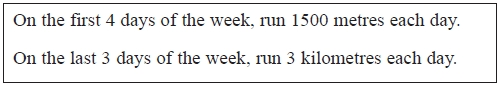 On the first 4 days of the week, run 1500 metres each day.
On the last 3 days of the week, run 3 kilometres each day.